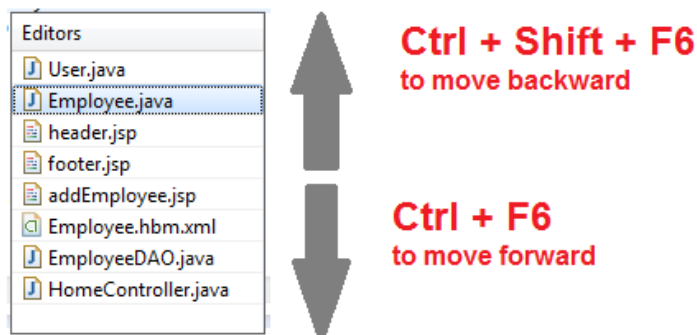 Editors
User.java
Employee.java
header.jsp
footer.jsp
addEmployee.jsp
Employee.hbm.xml
EmployeeDAO.java
HomeController.java
Ctrl + Shift + F6
to move backward
Ctrl + F6
to move forward